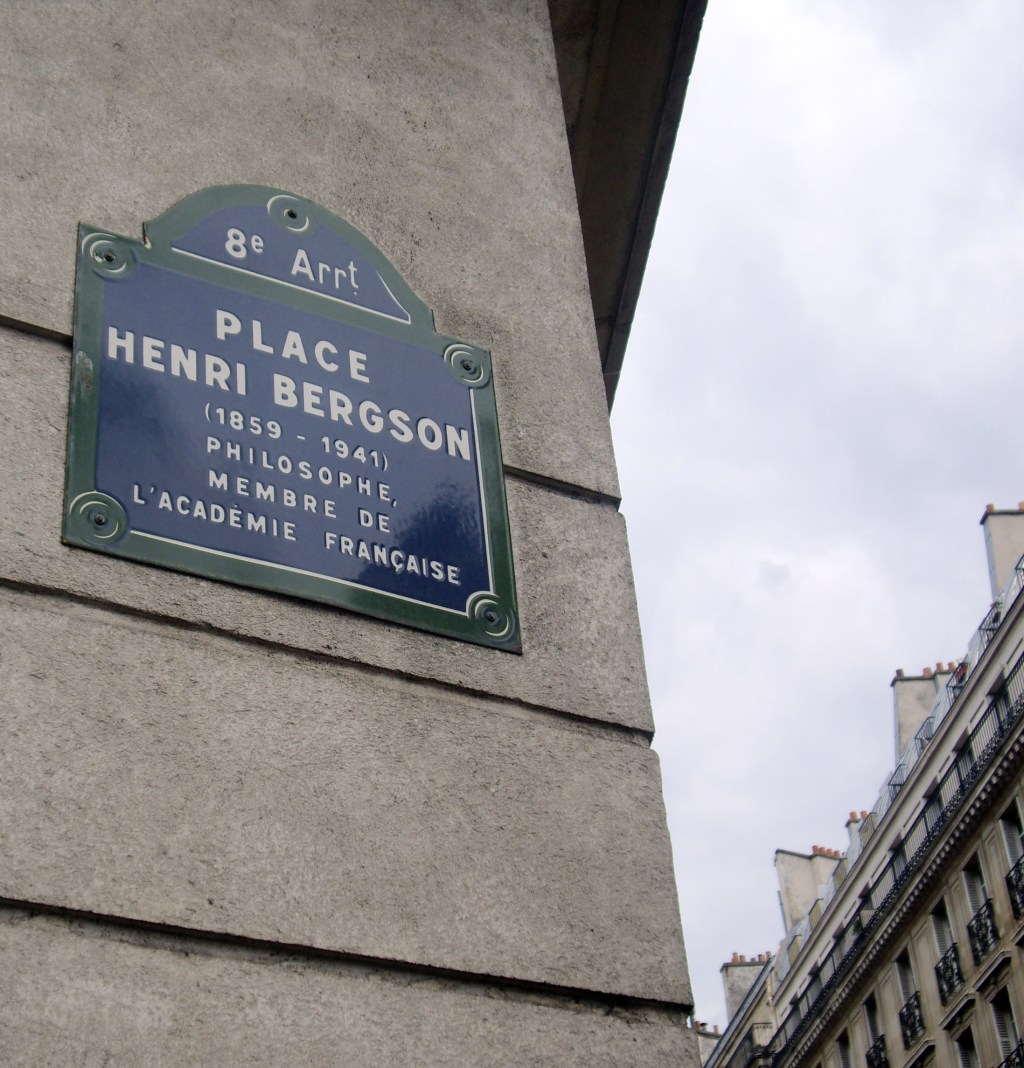 8e Arrt.
PLACE
HENRI BERGSON
(1859 - 1941)
PHILOSOPHE,
MEMBRE DE
L'ACADÉMIE FRANÇAISE